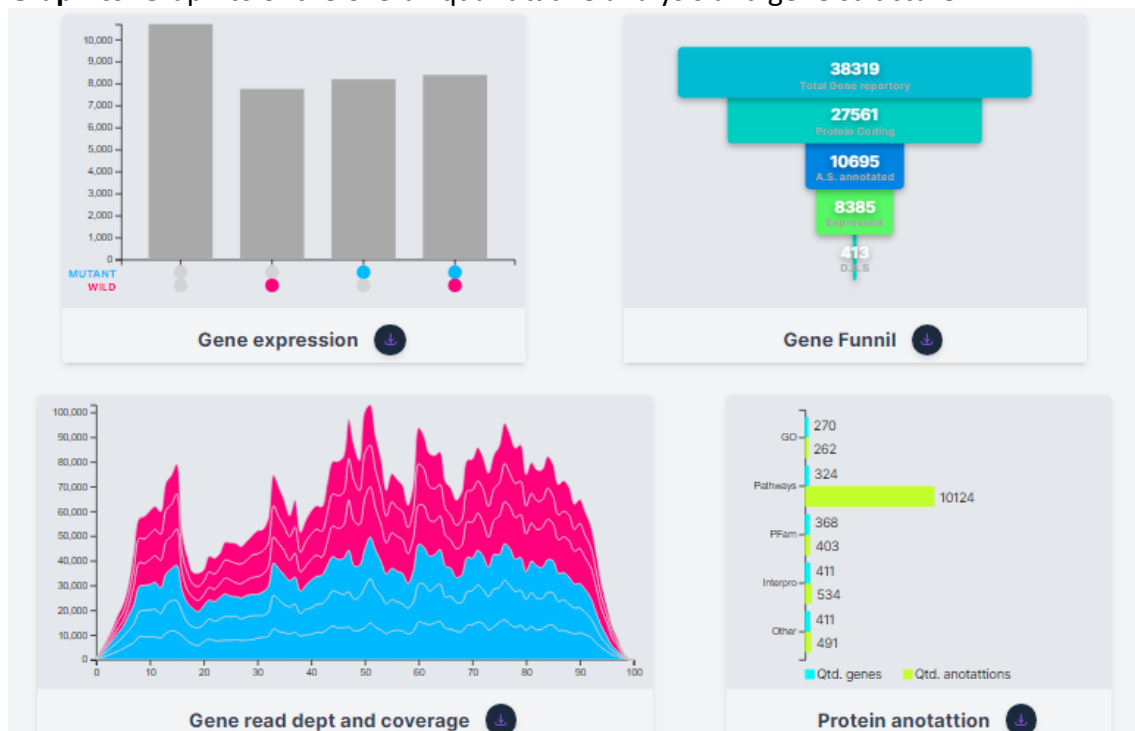 10,000
9,000
8,000
7,000
6,000
5,000
4,000
3,000
2,000
1,000
0
MUTANT
WILD
Gene expression
38319
Total Gene repertory
27561
Protein Coding
10695
A.S. annotated
8385
Expressed
413
D.A.S
Gene Funnil
100,000
90,000
80,000
70,000
60,000
50,000
40,000
30,000
20,000
10,000
0
0 10 20 30 40 50 60 70 80 90 100
Gene read dept and coverage
GO
270
262
Pathways
324
10124
PFam
368
403
Interpro
411
534
Other
411
491
Qtd. genes Qtd. anotattions
Protein anotattion